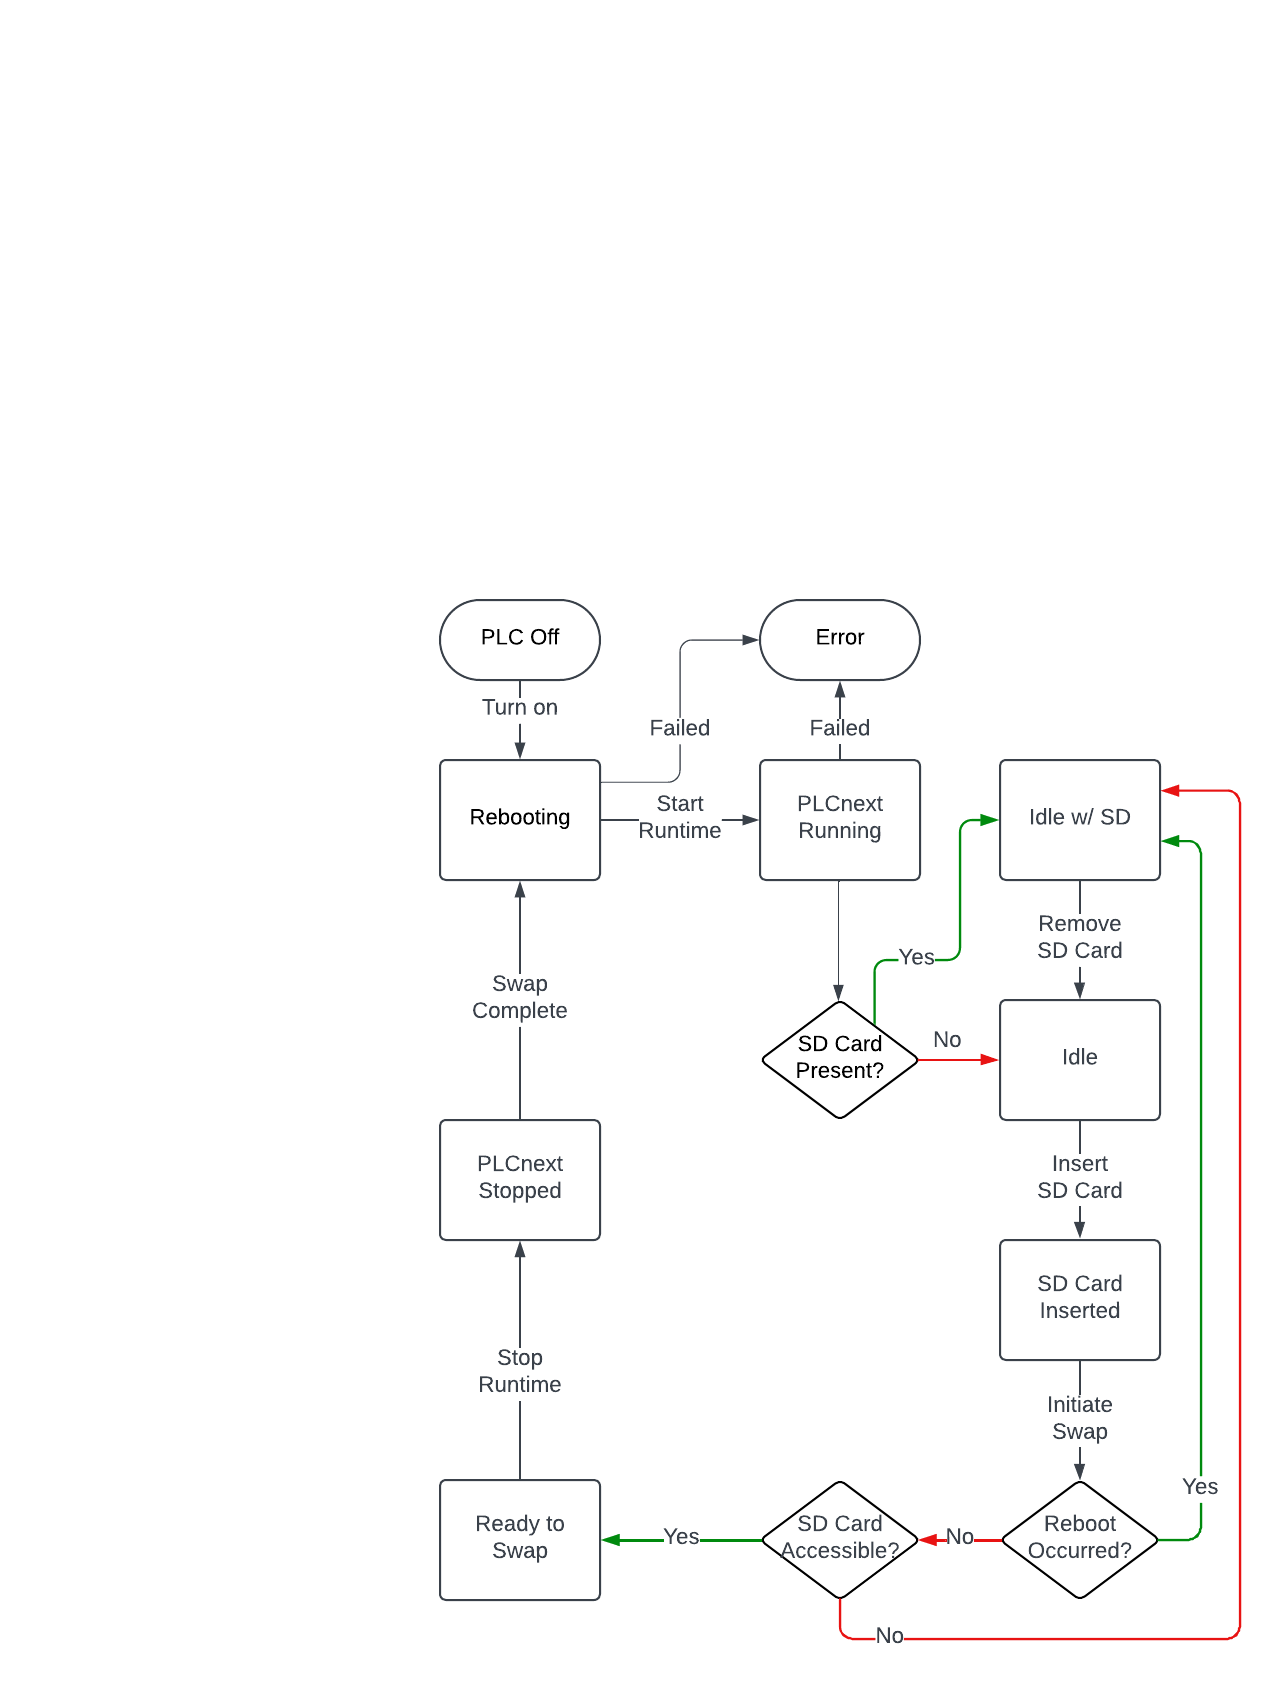 PLC Off
Error
Turn on
Failed
Failed
Rebooting
Start
Runtime
PLCnext
Running
Idle w/ SD
Remove
SD Card
Yes
Swap
Complete
SD Card
Present?
No
Idle
PLCnext
Stopped
Insert
SD Card
SD Card
Inserted
Stop
Runtime
Initiate
Swap
Yes
Ready to
Swap
Yes
SD Card
Accessible?
No
Reboot
Occurred?
No